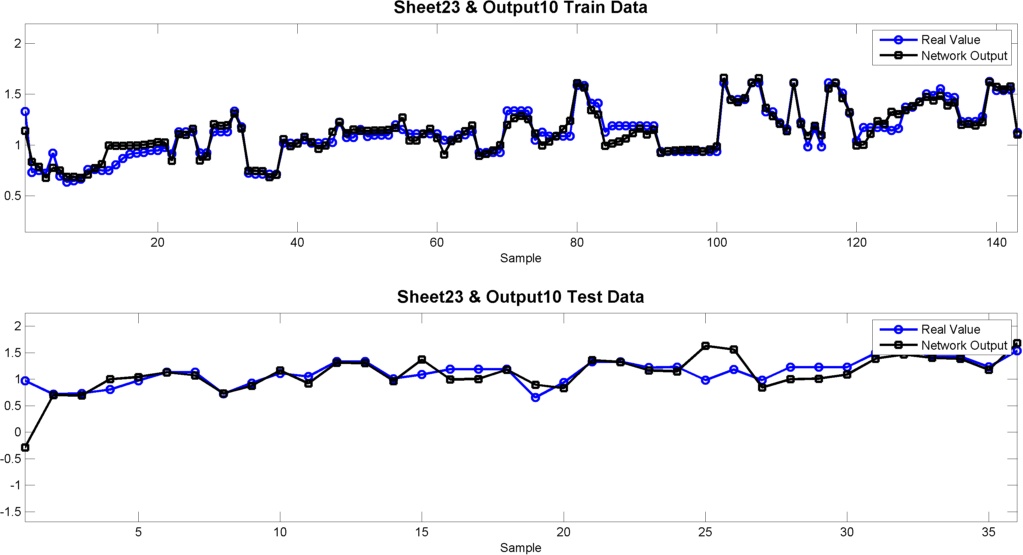 Sheet23 & Output10 Train Data
Real Value
Network Output
2
1.5
1
0.5
20 40 60 80 100 120 140
Sample
Sheet23 & Output10 Test Data
Real Value
Network Output
2
1.5
1
0.5
0
-0.5
-1
-1.5
5 10 15 20 25 30 35
Sample